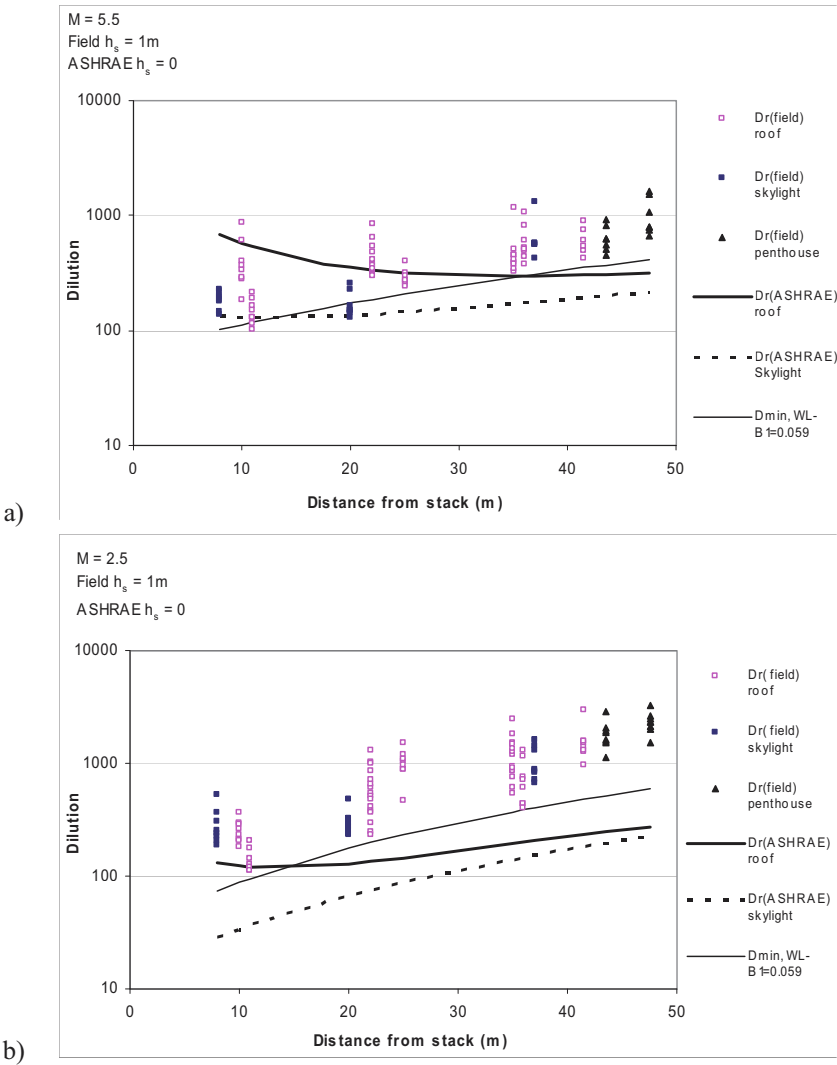 M = 5.5
Field hs = 1m
ASHRAE hs = 0
10000
1000
100
10
Dilution
0 10 20 30 40 50
Distance from stack (m)
Dr(field)
roof
Dr(field)
skylight
Dr(field)
penthouse
Dr(ASHRAE)
roof
Dr(ASHRAE)
Skylight
Dmin, WL-
B1=0.059
a)
M = 2.5
Field hs = 1m
ASHRAE hs = 0
10000
1000
100
10
Dilution
0 10 20 30 40 50
Distance from stack (m)
Dr(field)
roof
Dr(field)
skylight
Dr(field)
penthouse
Dr(ASHRAE)
roof
Dr(ASHRAE)
skylight
Dmin, WL-
B1=0.059
b)